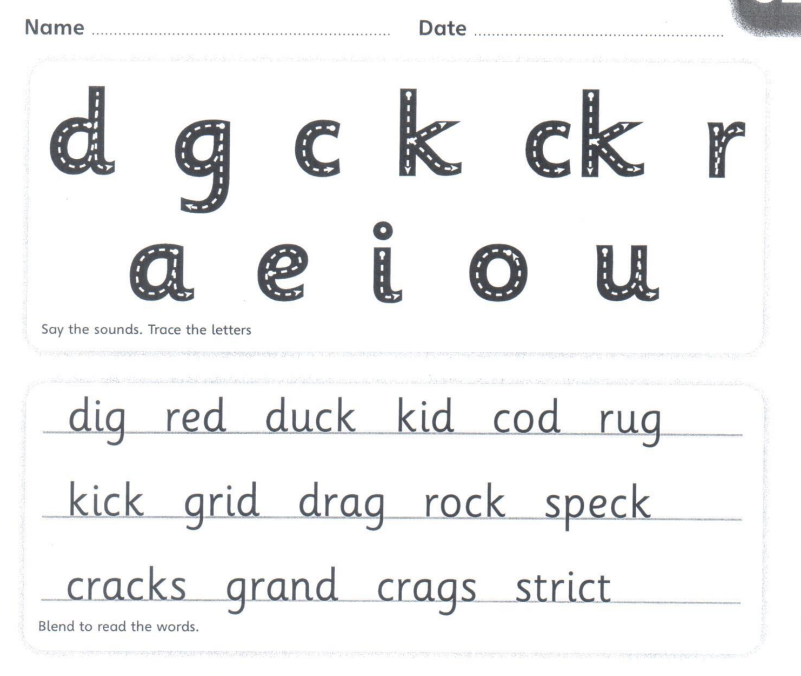 Name Date
d g c k ck r
a e i o u
Say the sounds. Trace the letters
dig red duck kid cod rug
kick grid drag rock speck
cracks grand crags strict
Blend to read the words.